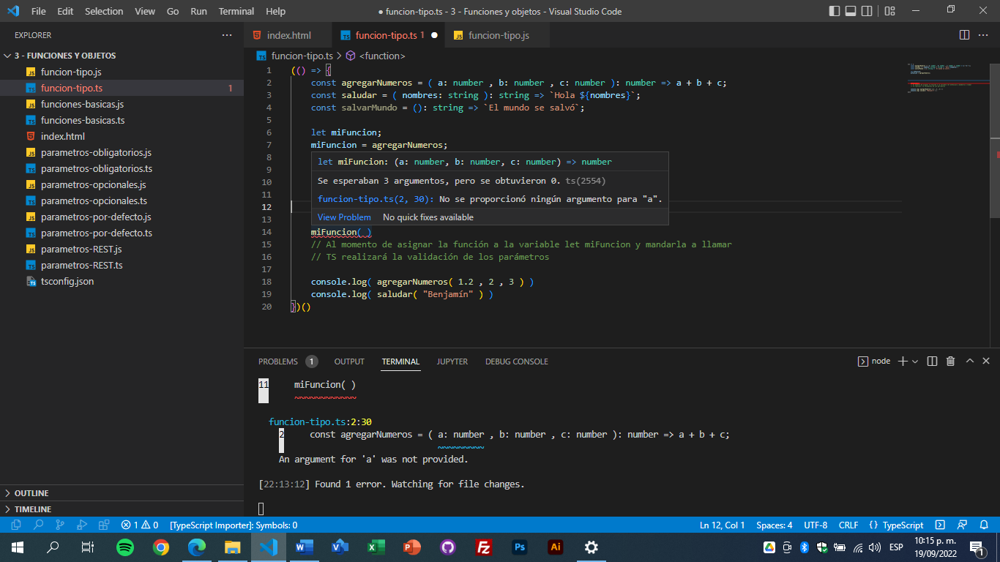 File Edit Selection View Go Run Terminal Help ● funcion-tipo.ts - 3 - Funciones y objetos - Visual Studio Code
EXPLORER
3 - FUNCIONES Y OBJETOS
funcion-tipo.js
funcion-tipo.ts 1
funciones-basicas.js
funciones-basicas.ts
index.html
parametros-obligatorios.js
parametros-obligatorios.ts
parametros-opcionales.js
parametros-opcionales.ts
parametros-por-defecto.js
parametros-por-defecto.ts
parametros-REST.js
parametros-REST.ts
tsconfig.json
OUTLINE
TIMELINE
index.html funcion-tipo.ts 1 ● funcion-tipo.js
funcion-tipo.ts > <function>
1 (() => {
2 const agregarNumeros = ( a: number , b: number , c: number ): number => a + b + c;
3 const saludar = ( nombres: string ): string => `Hola ${nombres}`;
4 const salvarMundo = (): string => `El mundo se salvó`;
5
6 let miFuncion;
7 miFuncion = agregarNumeros;
8
let miFuncion: (a: number, b: number, c: number) => number
9
Se esperaban 3 argumentos, pero se obtuvieron 0. ts(2554)
10
11
funcion-tipo.ts(2, 30): No se proporcionó ningún argumento para "a".
12
View Problem No quick fixes available
13
14 miFuncion( )
15 // Al momento de asignar la función a la variable let miFuncion y mandarla a llamar
16 // TS realizará la validación de los parámetros
17
18 console.log( agregarNumeros( 1.2 , 2 , 3 ) )
19 console.log( saludar( "Benjamín" ) )
20 })()
PROBLEMS 1 OUTPUT TERMINAL JUPYTER DEBUG CONSOLE node
11 miFuncion( )
~~~~~~~~~~~~
funcion-tipo.ts:2:30
2 const agregarNumeros = ( a: number , b: number , c: number ): number => a + b + c;
~~~~~~~~~
An argument for 'a' was not provided.
[22:13:12] Found 1 error. Watching for file changes.
1 0 [TypeScript Importer]: Symbols: 0 Ln 12, Col 1 Spaces: 4 UTF-8 CRLF {} TypeScript
ESP 10:15 p. m.
19/09/2022
1